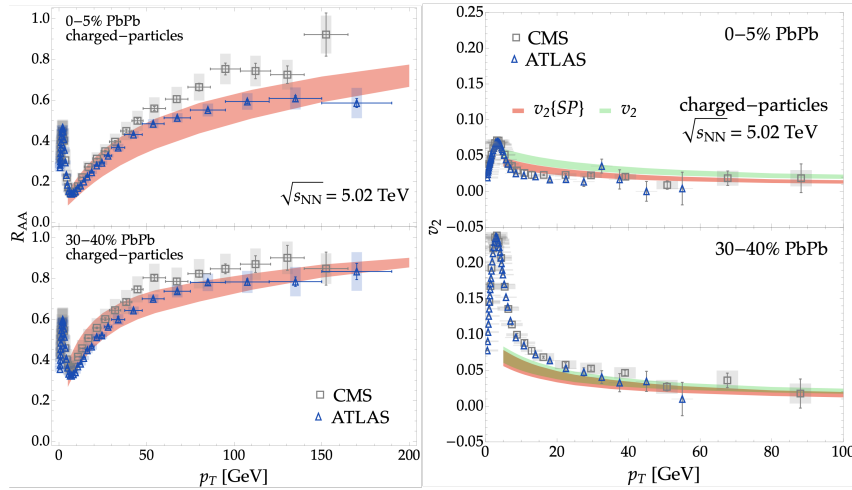 0–5% PbPb
charged–particles
1.0
0.8
0.6
0.4
0.2
0.0
√sNN = 5.02 TeV
RAA
30–40% PbPb
charged–particles
1.0
0.8
0.6
0.4
0.2
0.0
CMS
ATLAS
0
50
100
150
200
pT [GeV]
0.25
0.20
0.15
0.10
0.05
0.00
−0.05
CMS
ATLAS
0–5% PbPb
v2{SP}
v2
charged–particles
√sNN = 5.02 TeV
v2
30–40% PbPb
0.20
0.15
0.10
0.05
0.00
−0.05
0
20
40
60
80
100
pT [GeV]